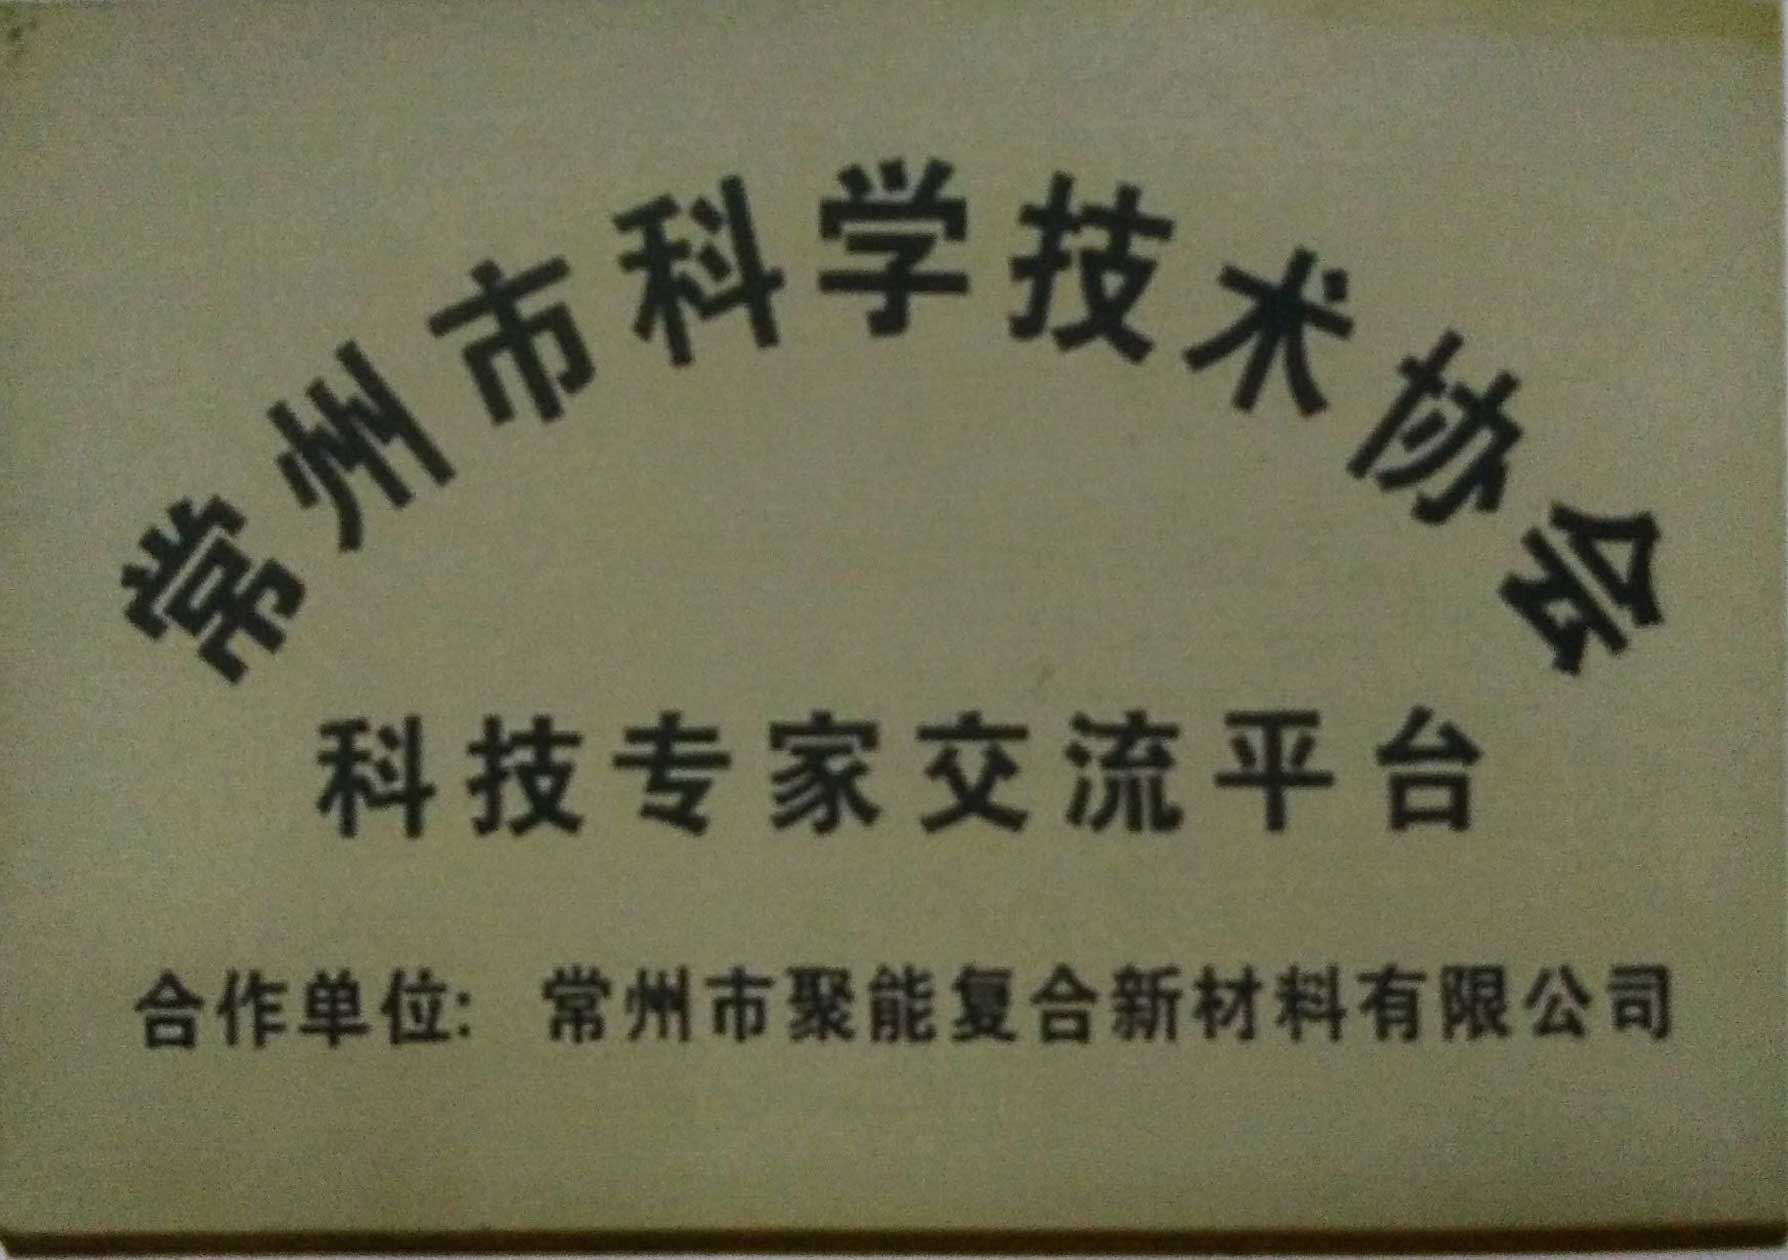 常州市科学技术协会
科技专家交流平台
合作单位: 常州市聚能复合新材料有限公司